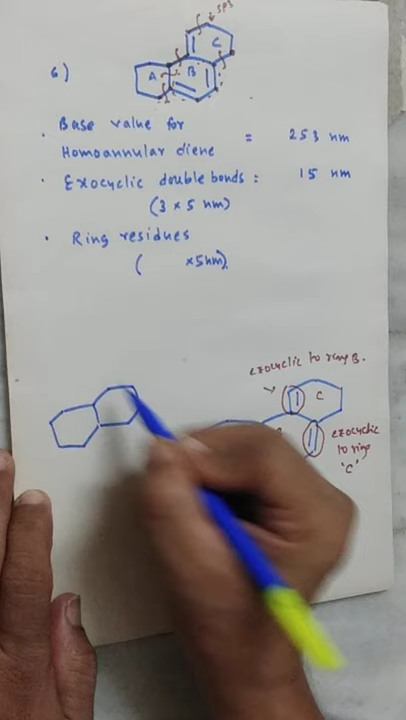 sp3
6)
A
B
C
Base value for
Homoannular diene = 253 nm
Exocyclic double bonds : 15 nm
(3 x 5 nm)
Ring residues
( x5nm)
exocyclic to ring B.
C
exocyclic
to ring
'C'